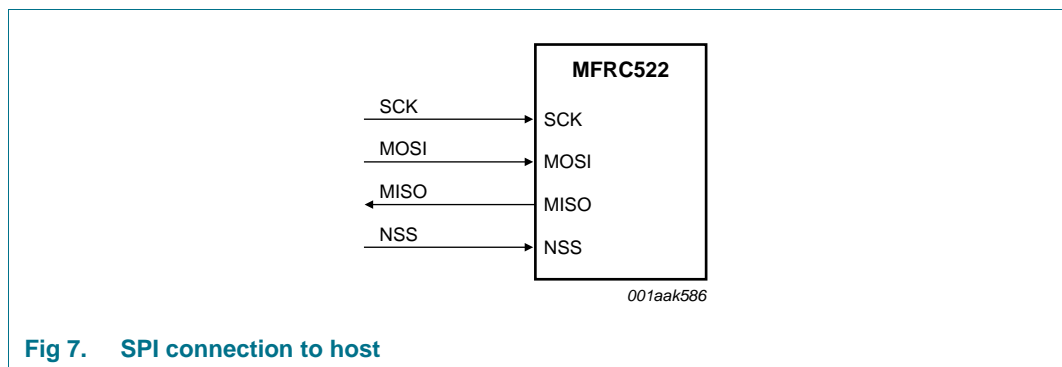 MFRC522
SCK SCK
MOSI MOSI
MISO MISO
NSS NSS
001aak586
Fig 7. SPI connection to host